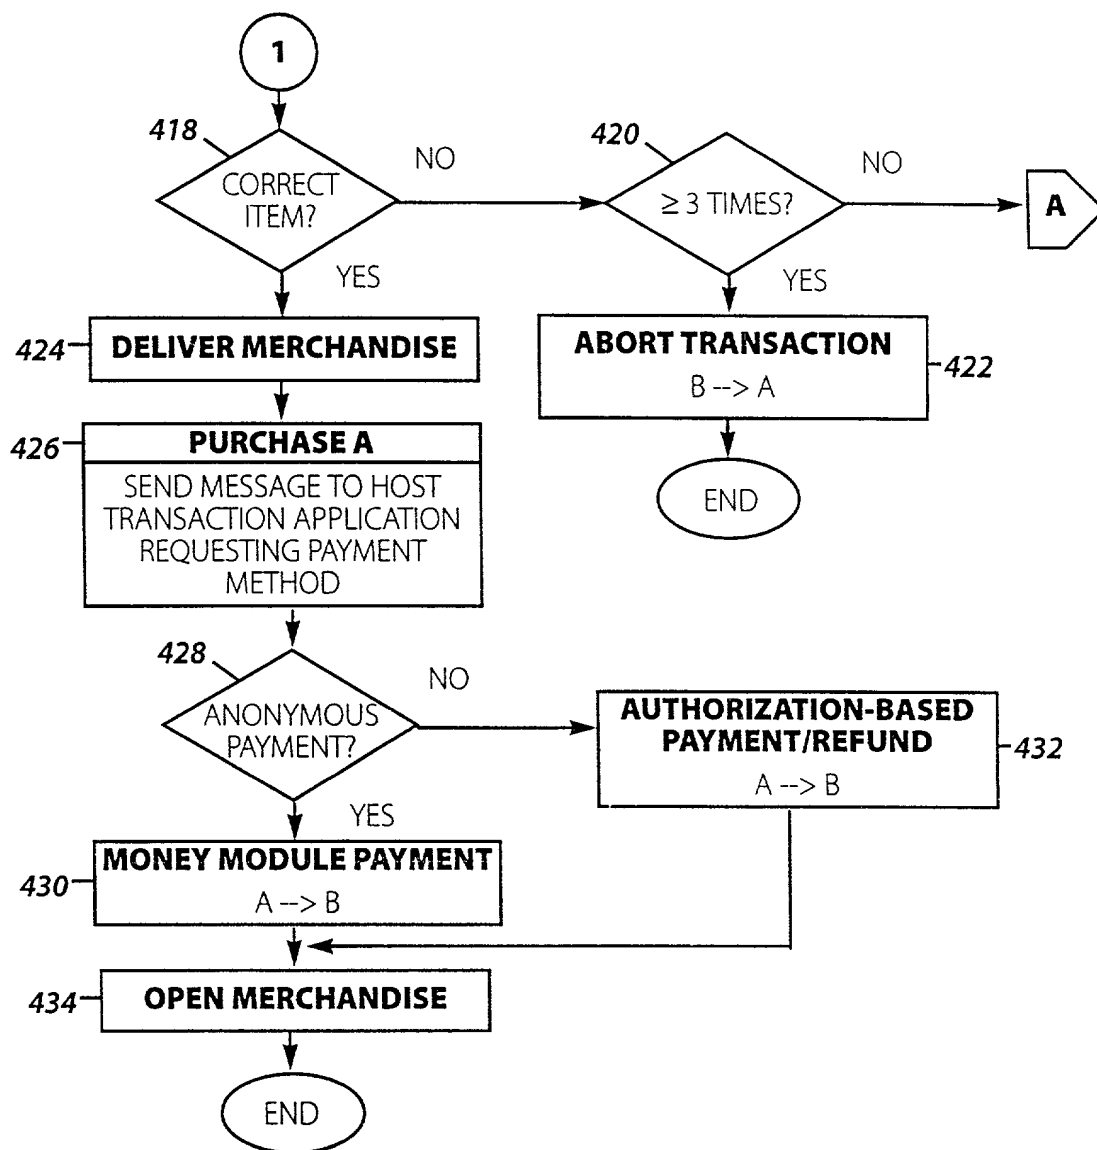 1
418
CORRECT
ITEM?
NO
420
≥ 3 TIMES?
NO
A
YES
YES
424
DELIVER MERCHANDISE
ABORT TRANSACTION
B --> A
422
426
PURCHASE A
SEND MESSAGE TO HOST
TRANSACTION APPLICATION
REQUESTING PAYMENT
METHOD
END
428
ANONYMOUS
PAYMENT?
NO
AUTHORIZATION-BASED
PAYMENT/REFUND
A --> B
432
YES
430
MONEY MODULE PAYMENT
A --> B
434
OPEN MERCHANDISE
END